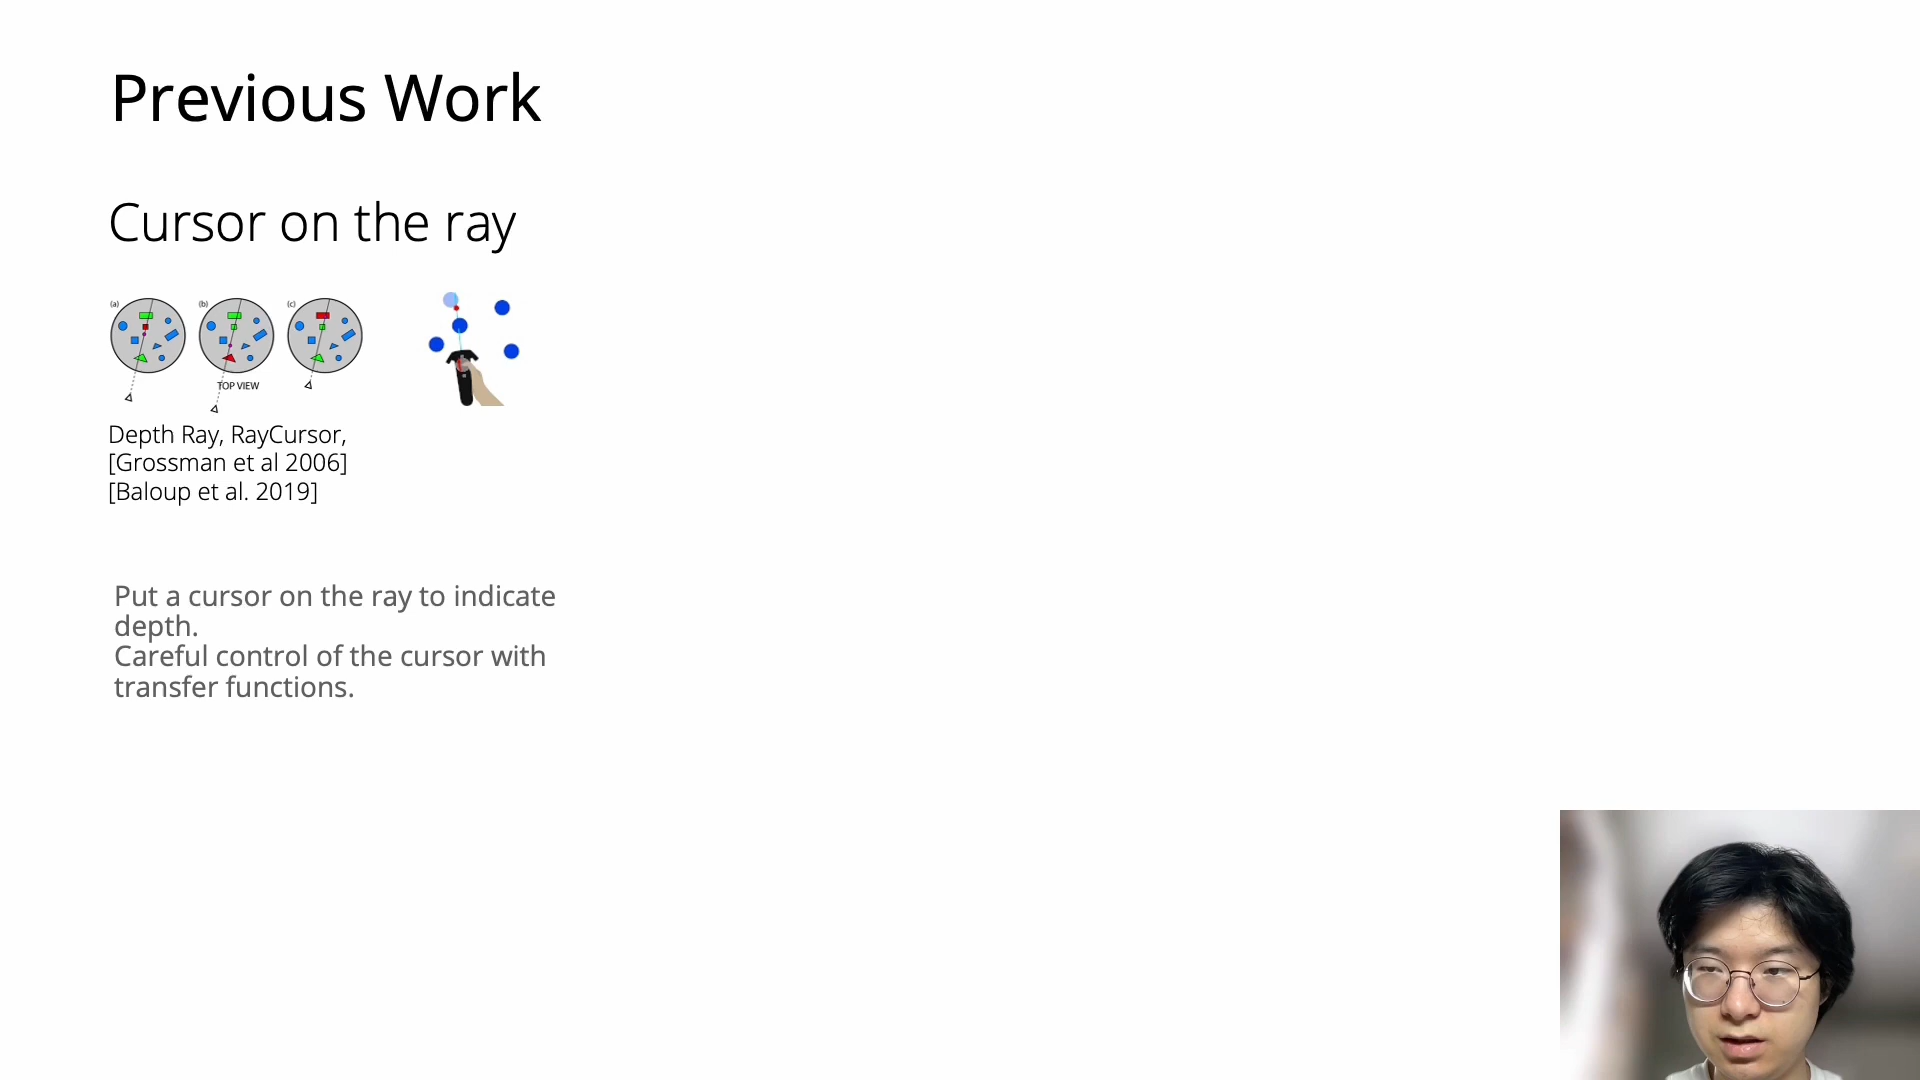 Previous Work
Cursor on the ray
(a) (b) (c)
TOP VIEW
Depth Ray, RayCursor,
[Grossman et al 2006]
[Baloup et al. 2019]
Put a cursor on the ray to indicate
depth.
Careful control of the cursor with
transfer functions.